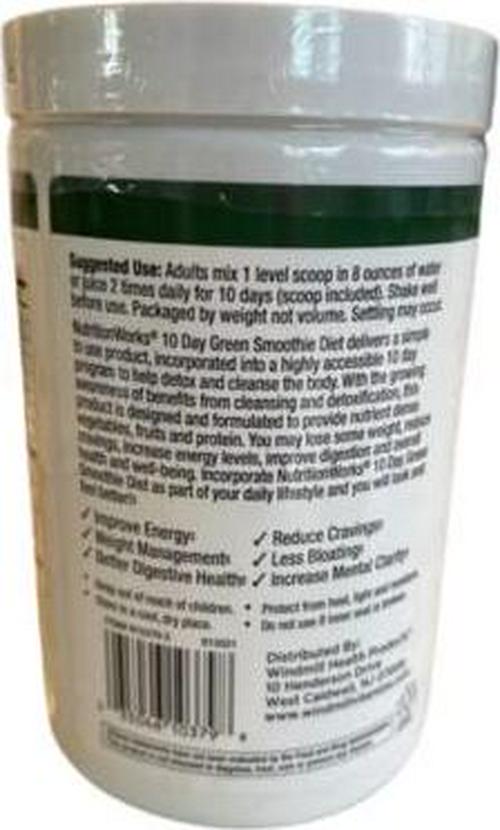 Suggested Use: Adults mix 1 level scoop in 8 ounces of water
or juice 2 times daily for 10 days (scoop included). Shake well
before use. Packaged by weight not volume. Settling may occur.
NutritionWorks® 10 Day Green Smoothie Diet delivers a simple
to use product, incorporated into a highly accessible 10 day
program to help detox and cleanse the body. With the growing
awareness of benefits from cleansing and detoxification, this
product is designed and formulated to provide nutrient dense
vegetables, fruits and protein. You may lose some weight, reduce
cravings, increase energy levels, improve digestion and overall
health and well-being. Incorporate NutritionWorks® 10 Day Green
Smoothie Diet as part of your daily lifestyle and you will look and
feel better‡
✓ Improve Energy‡
✓ Weight Management‡
✓ Better Digestive Health‡
✓ Reduce Cravings‡
✓ Less Bloating‡
✓ Increase Mental Clarity‡
Keep out of reach of children.
Store in a cool, dry place.
• Protect from heat, light and moisture.
• Do not use if inner seal is broken.
Distributed By:
Windmill Health Products®
10 Henderson Drive
West Caldwell, NJ